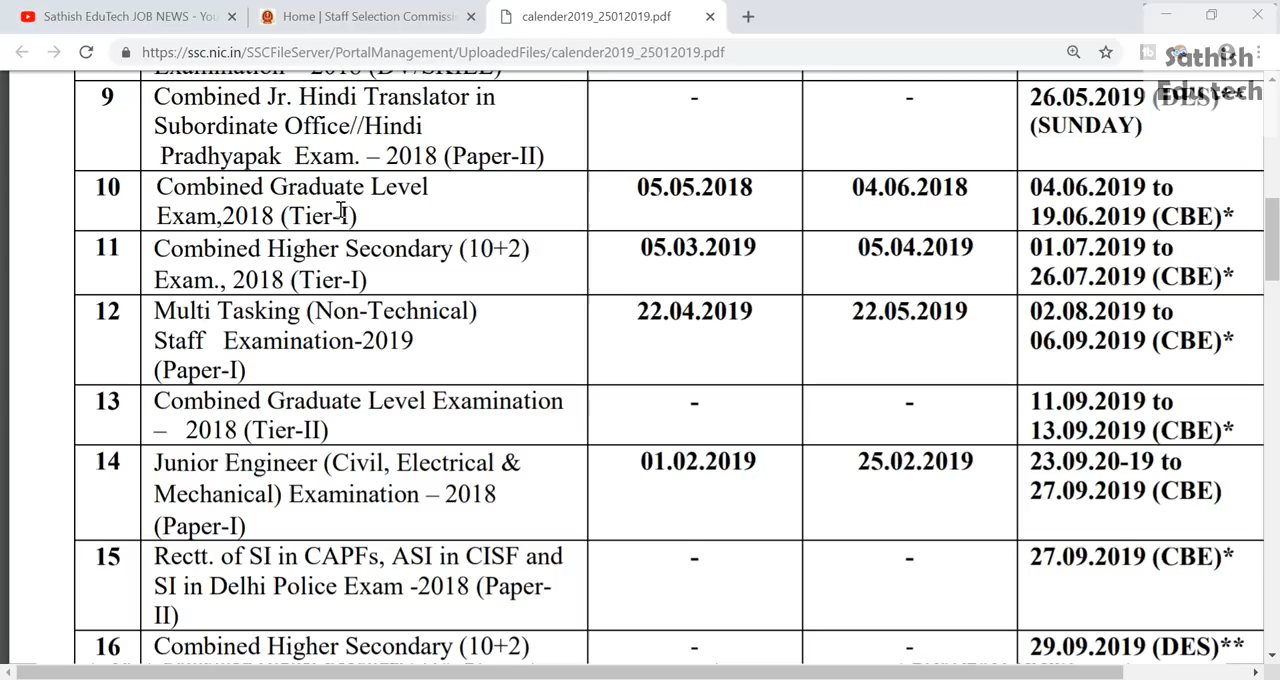 Sathish EduTech JOB NEWS - You
Home | Staff Selection Commissi
calender2019_25012019.pdf
https://ssc.nic.in/SSCFileServer/PortalManagement/UploadedFiles/calender2019_25012019.pdf
Sathish
Edutech
Examination – 2018 (DV/SKILL)
9
Combined Jr. Hindi Translator in
Subordinate Office//Hindi
Pradhyapak Exam. – 2018 (Paper-II)
-
-
26.05.2019 (DES)**
(SUNDAY)
10
Combined Graduate Level
Exam,2018 (Tier-I)
05.05.2018
04.06.2018
04.06.2019 to
19.06.2019 (CBE)*
11
Combined Higher Secondary (10+2)
Exam., 2018 (Tier-I)
05.03.2019
05.04.2019
01.07.2019 to
26.07.2019 (CBE)*
12
Multi Tasking (Non-Technical)
Staff Examination-2019
(Paper-I)
22.04.2019
22.05.2019
02.08.2019 to
06.09.2019 (CBE)*
13
Combined Graduate Level Examination
– 2018 (Tier-II)
-
-
11.09.2019 to
13.09.2019 (CBE)*
14
Junior Engineer (Civil, Electrical &
Mechanical) Examination – 2018
(Paper-I)
01.02.2019
25.02.2019
23.09.20-19 to
27.09.2019 (CBE)
15
Rectt. of SI in CAPFs, ASI in CISF and
SI in Delhi Police Exam -2018 (Paper-
II)
-
-
27.09.2019 (CBE)*
16
Combined Higher Secondary (10+2)
-
-
29.09.2019 (DES)**